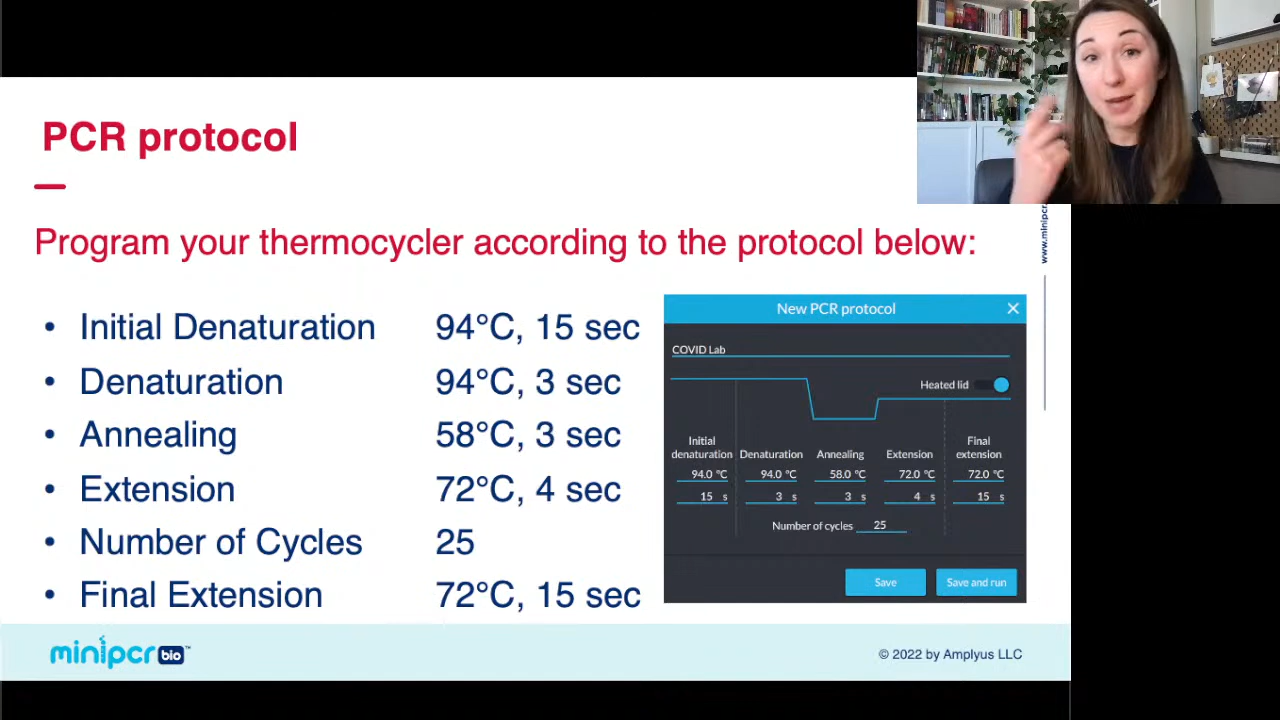 PCR protocol
Program your thermocycler according to the protocol below:
• Initial Denaturation 94°C, 15 sec
• Denaturation 94°C, 3 sec
• Annealing 58°C, 3 sec
• Extension 72°C, 4 sec
• Number of Cycles 25
• Final Extension 72°C, 15 sec
New PCR protocol
COVID Lab
Heated lid
Initial denaturation Denaturation Annealing Extension Final extension
94.0 °C 94.0 °C 58.0 °C 72.0 °C 72.0 °C
15 s 3 s 3 s 4 s 15 s
Number of cycles 25
Save Save and run
www.minipcr.
minipcr bio™
© 2022 by Amplyus LLC